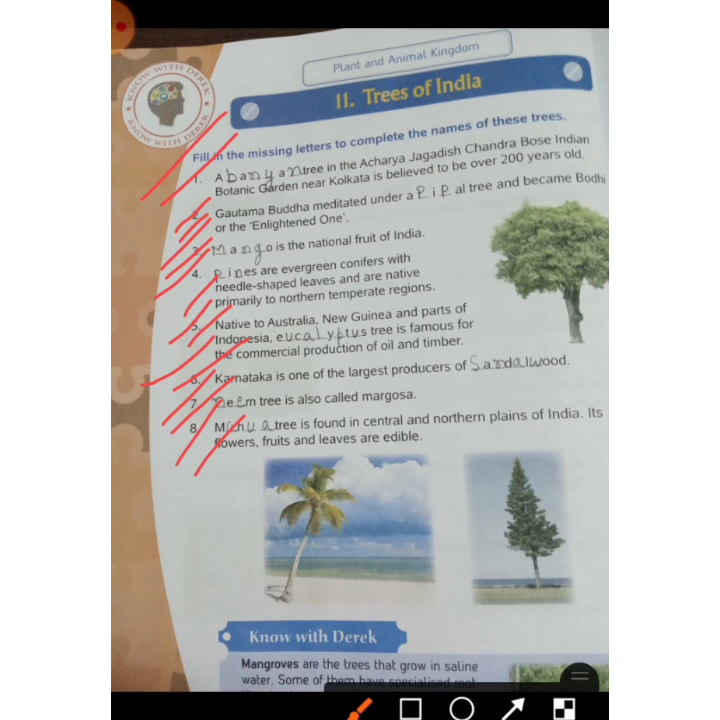 Plant and Animal Kingdom
KNOW WITH DEREK
KNOW WITH DEREK
11. Trees of India
Fill in the missing letters to complete the names of these trees.
1. A banyan tree in the Acharya Jagadish Chandra Bose Indian
Botanic Garden near Kolkata is believed to be over 200 years old.
2. Gautama Buddha meditated under a Pipal tree and became Bodhi
or the 'Enlightened One'.
3. Mango is the national fruit of India.
4. Pines are evergreen conifers with
needle-shaped leaves and are native
primarily to northern temperate regions.
5. Native to Australia, New Guinea and parts of
Indonesia, eucalyptus tree is famous for
the commercial production of oil and timber.
6. Karnataka is one of the largest producers of Sandalwood.
7. Neem tree is also called margosa.
8. Mahua tree is found in central and northern plains of India. Its
flowers, fruits and leaves are edible.
Know with Derek
Mangroves are the trees that grow in saline
water. Some of them have specialised root